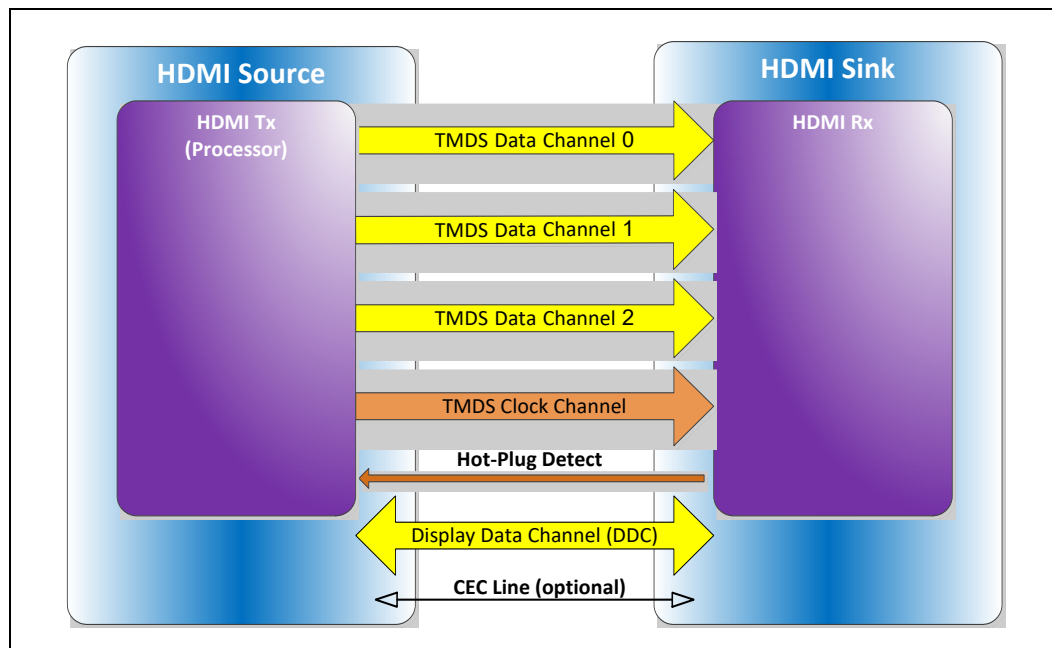 HDMI Source
HDMI Sink
HDMI Tx
(Processor)
HDMI Rx
TMDS Data Channel 0
TMDS Data Channel 1
TMDS Data Channel 2
TMDS Clock Channel
Hot-Plug Detect
Display Data Channel (DDC)
CEC Line (optional)